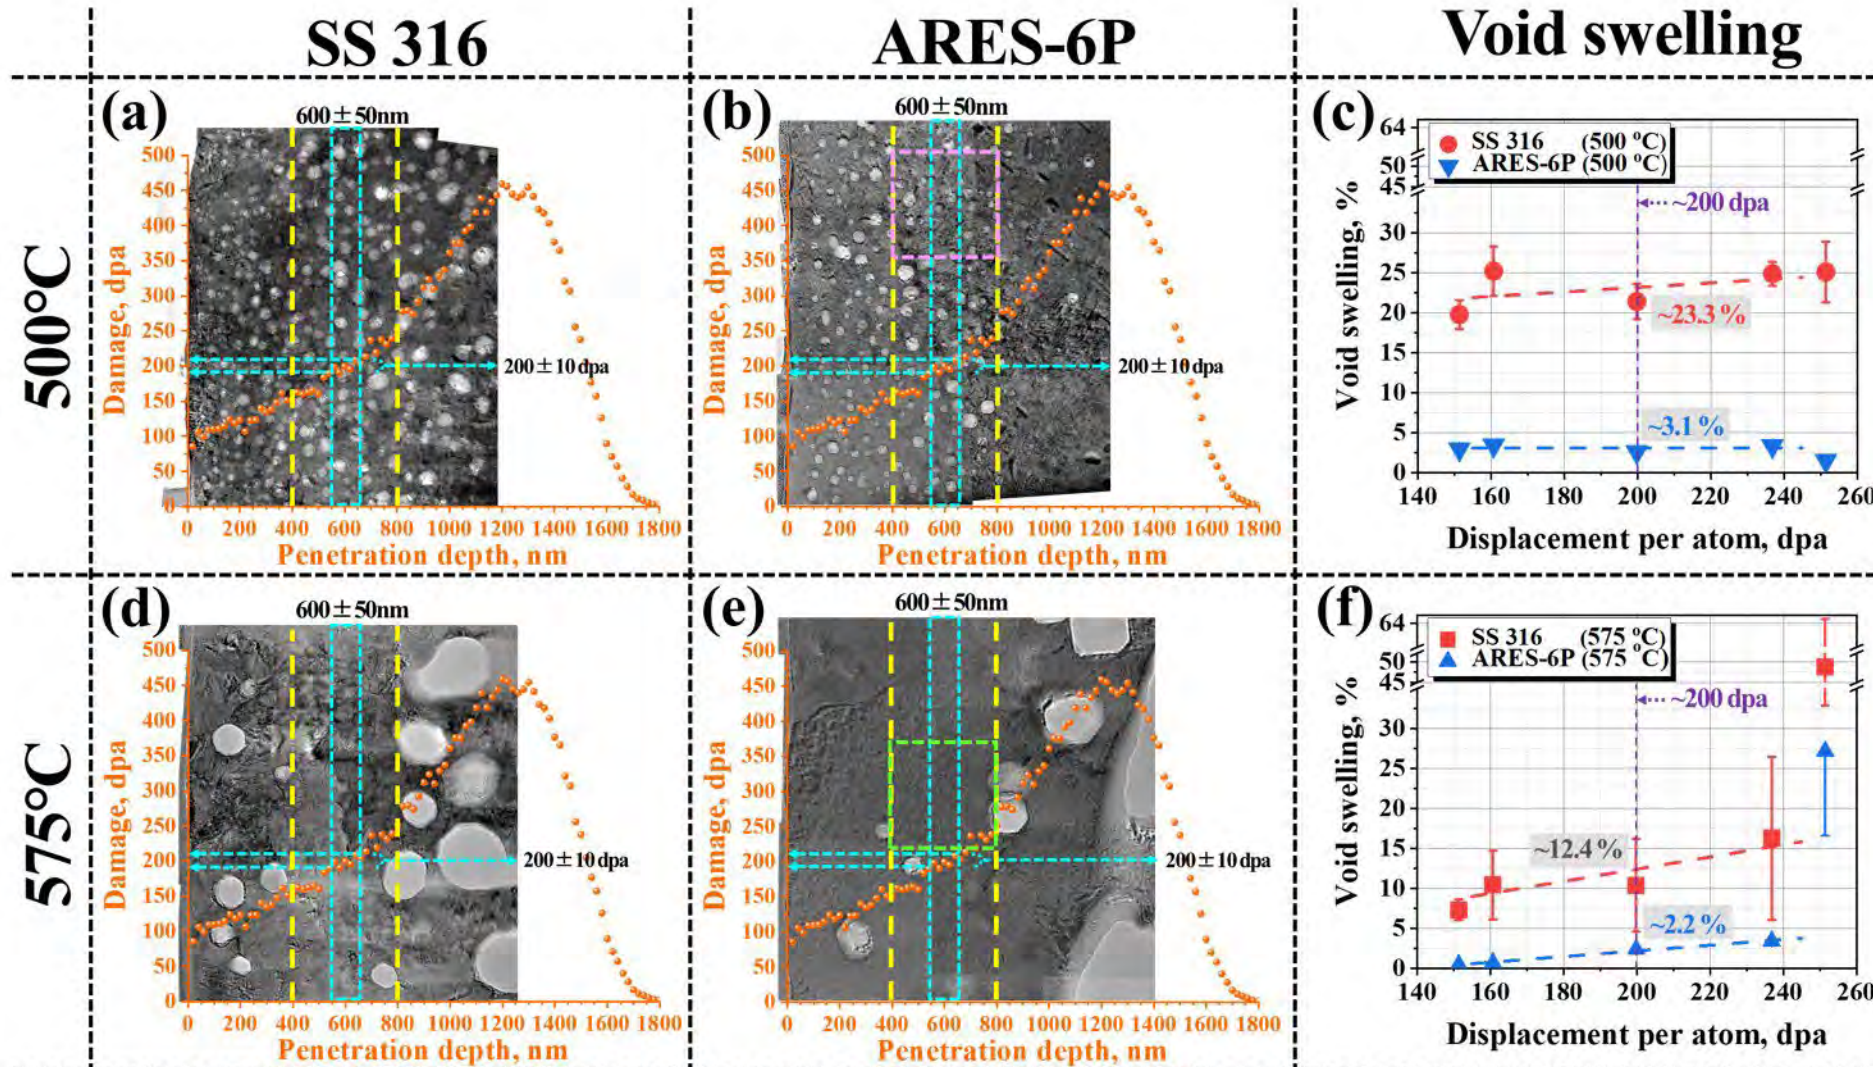 SS 316
ARES-6P
Void swelling
500°C
(a)
600±50nm
500
450
400
350
300
250
200
150
100
50
0
Damage, dpa
200±10 dpa
0 200 400 600 800 1000 1200 1400 1600 1800
Penetration depth, nm
(b)
600±50nm
500
450
400
350
300
250
200
150
100
50
0
Damage, dpa
200±10 dpa
0 200 400 600 800 1000 1200 1400 1600 1800
Penetration depth, nm
(c)
SS 316 (500 °C)
ARES-6P (500 °C)
~200 dpa
~23.3 %
~3.1 %
64
50
45
30
25
20
15
10
5
0
Void swelling, %
140 160 180 200 220 240 260
Displacement per atom, dpa
575°C
(d)
600±50nm
500
450
400
350
300
250
200
150
100
50
0
Damage, dpa
200±10 dpa
0 200 400 600 800 1000 1200 1400 1600 1800
Penetration depth, nm
(e)
600±50nm
500
450
400
350
300
250
200
150
100
50
0
Damage, dpa
200±10 dpa
0 200 400 600 800 1000 1200 1400 1600 1800
Penetration depth, nm
(f)
SS 316 (575 °C)
ARES-6P (575 °C)
~200 dpa
~12.4 %
~2.2 %
64
50
45
30
25
20
15
10
5
0
Void swelling, %
140 160 180 200 220 240 260
Displacement per atom, dpa